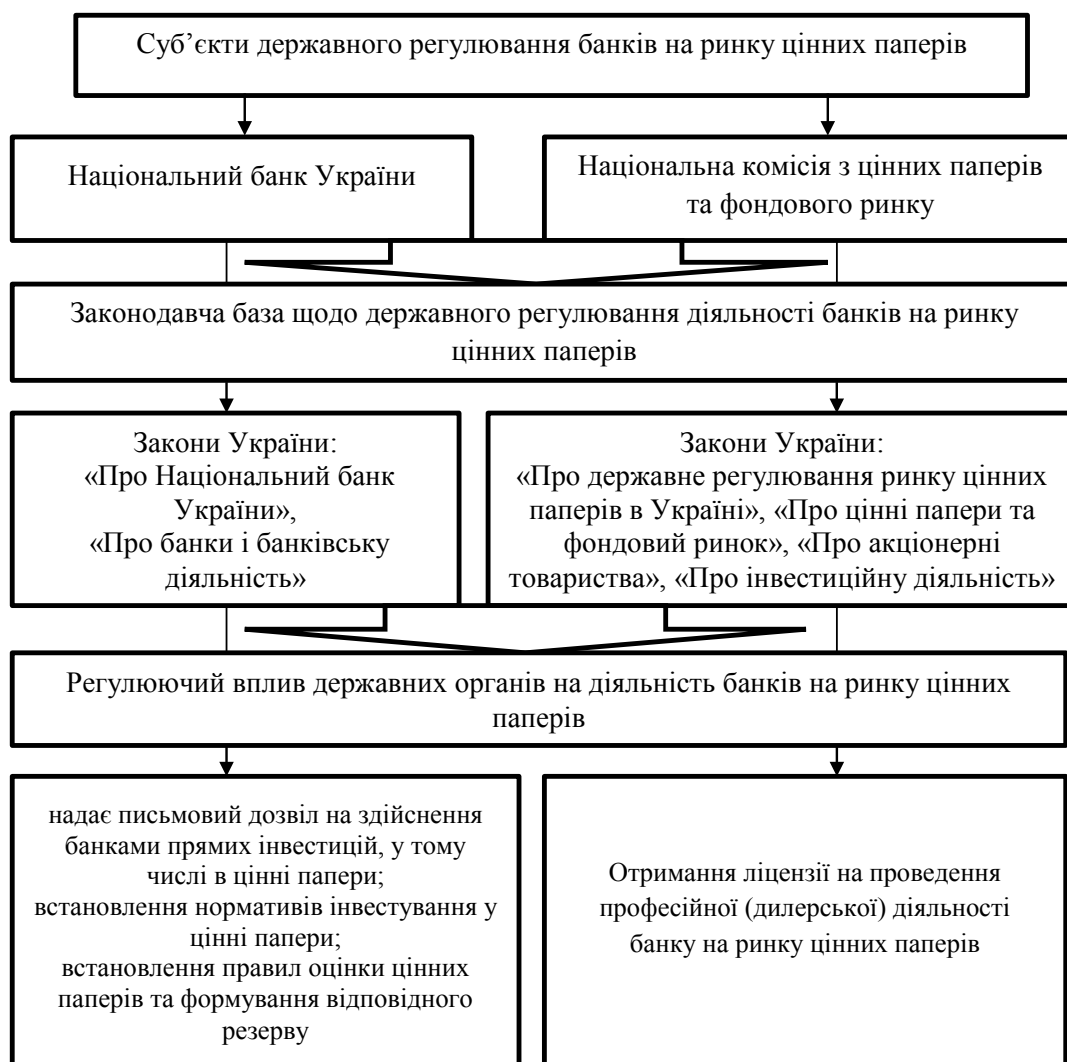 Суб’єкти державного регулювання банків на ринку цінних паперів
Національний банк України
Національна комісія з цінних паперів
та фондового ринку
Законодавча база щодо державного регулювання діяльності банків на ринку
цінних паперів
Закони України:
«Про Національний банк
України»,
«Про банки і банківську
діяльність»
Закони України:
«Про державне регулювання ринку цінних
паперів в Україні», «Про цінні папери та
фондовий ринок», «Про акціонерні
товариства», «Про інвестиційну діяльність»
Регулюючий вплив державних органів на діяльність банків на ринку цінних
паперів
надає письмовий дозвіл на здійснення
банками прямих інвестицій, у тому
числі в цінні папери;
встановлення нормативів інвестування у
цінні папери;
встановлення правил оцінки цінних
паперів та формування відповідного
резерву
Отримання ліцензії на проведення
професійної (дилерської) діяльності
банку на ринку цінних паперів